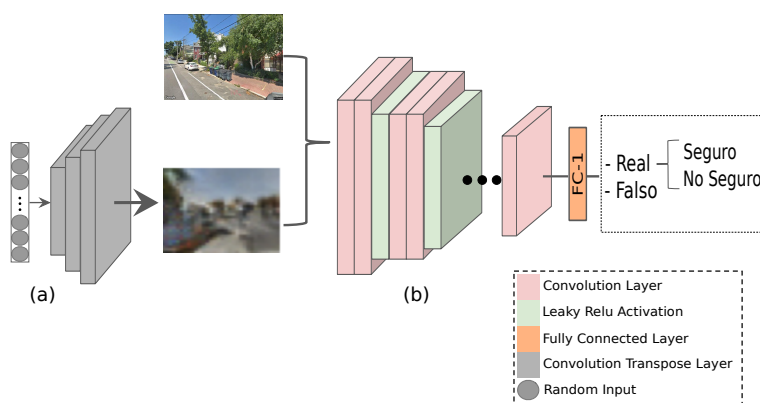 (a)
(b)
FC-1
- Real
- Falso
Seguro
No Seguro
Convolution Layer
Leaky Relu Activation
Fully Connected Layer
Convolution Transpose Layer
Random Input